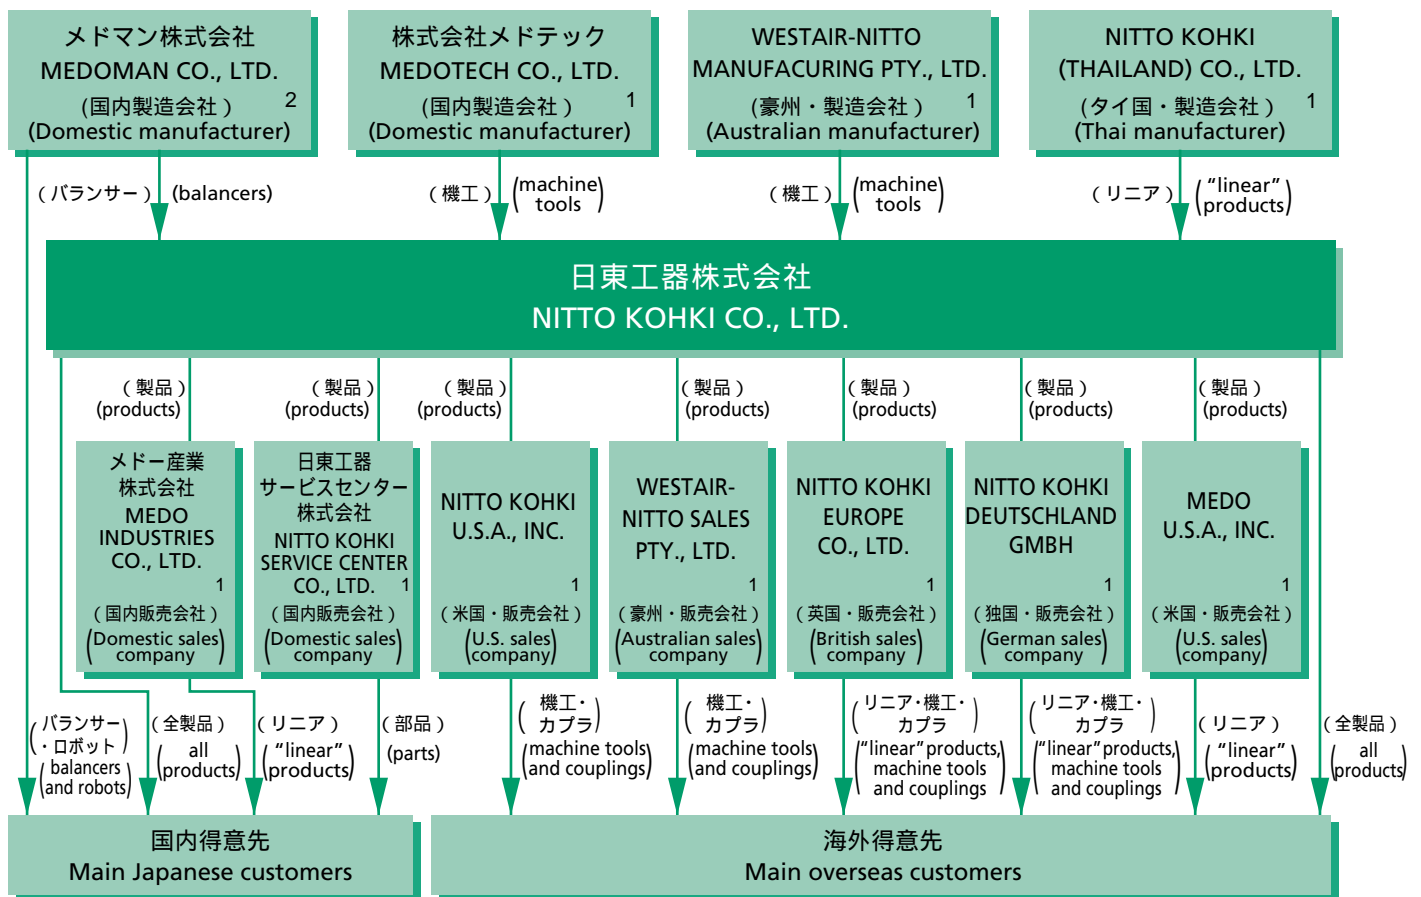 メドマン株式会社
MEDOMAN CO., LTD.
(国内製造会社) 2
(Domestic manufacturer)
株式会社メドテック
MEDOTECH CO., LTD.
(国内製造会社) 1
(Domestic manufacturer)
WESTAIR-NITTO
MANUFACURING PTY., LTD.
(豪州・製造会社) 1
(Australian manufacturer)
NITTO KOHKI
(THAILAND) CO., LTD.
(タイ国・製造会社) 1
(Thai manufacturer)
(バランサー) (balancers)
(機工) (machine
tools)
(機工) (machine
tools)
(リニア) (“linear”
products)
日東工器株式会社
NITTO KOHKI CO., LTD.
(製品)
(products)
(製品)
(products)
(製品)
(products)
(製品)
(products)
(製品)
(products)
(製品)
(products)
(製品)
(products)
メドー産業
株式会社
MEDO
INDUSTRIES
CO., LTD.
1
(国内販売会社)
(Domestic sales
company)
日東工器
サービスセンター
株式会社
NITTO KOHKI
SERVICE CENTER
CO., LTD. 1
(国内販売会社)
(Domestic sales
company)
NITTO KOHKI
U.S.A., INC.
1
(米国・販売会社)
(U.S. sales
company)
WESTAIR-
NITTO SALES
PTY., LTD.
1
(豪州・販売会社)
(Australian sales
company)
NITTO KOHKI
EUROPE
CO., LTD.
1
(英国・販売会社)
(British sales
company)
NITTO KOHKI
DEUTSCHLAND
GMBH
1
(独国・販売会社)
(German sales
company)
MEDO
U.S.A., INC.
1
(米国・販売会社)
(U.S. sales
company)
(バランサー
・ロボット)
(balancers
and robots)
(全製品)
(all
products)
(リニア)
(“linear”
products)
(部品)
(parts)
(機工・
カプラ)
(machine tools
and couplings)
(機工・
カプラ)
(machine tools
and couplings)
(リニア・機工・
カプラ)
(“linear” products,
machine tools
and couplings)
(リニア・機工・
カプラ)
(“linear” products,
machine tools
and couplings)
(リニア)
(“linear”
products)
(全製品)
(all
products)
国内得意先
Main Japanese customers
海外得意先
Main overseas customers